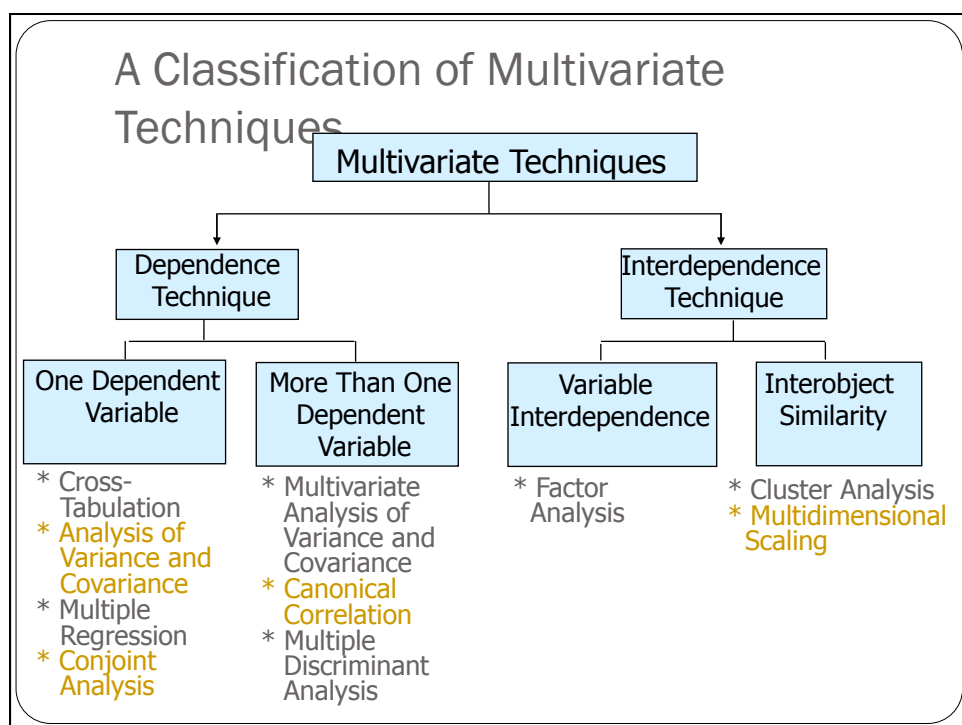 A Classification of Multivariate
Techniques
Multivariate Techniques
Dependence
Technique
Interdependence
Technique
One Dependent
Variable
More Than One
Dependent
Variable
Variable
Interdependence
Interobject
Similarity
* Cross-
Tabulation
* Analysis of
Variance and
Covariance
* Multiple
Regression
* Conjoint
Analysis
* Multivariate
Analysis of
Variance and
Covariance
* Canonical
Correlation
* Multiple
Discriminant
Analysis
* Factor
Analysis
* Cluster Analysis
* Multidimensional
Scaling